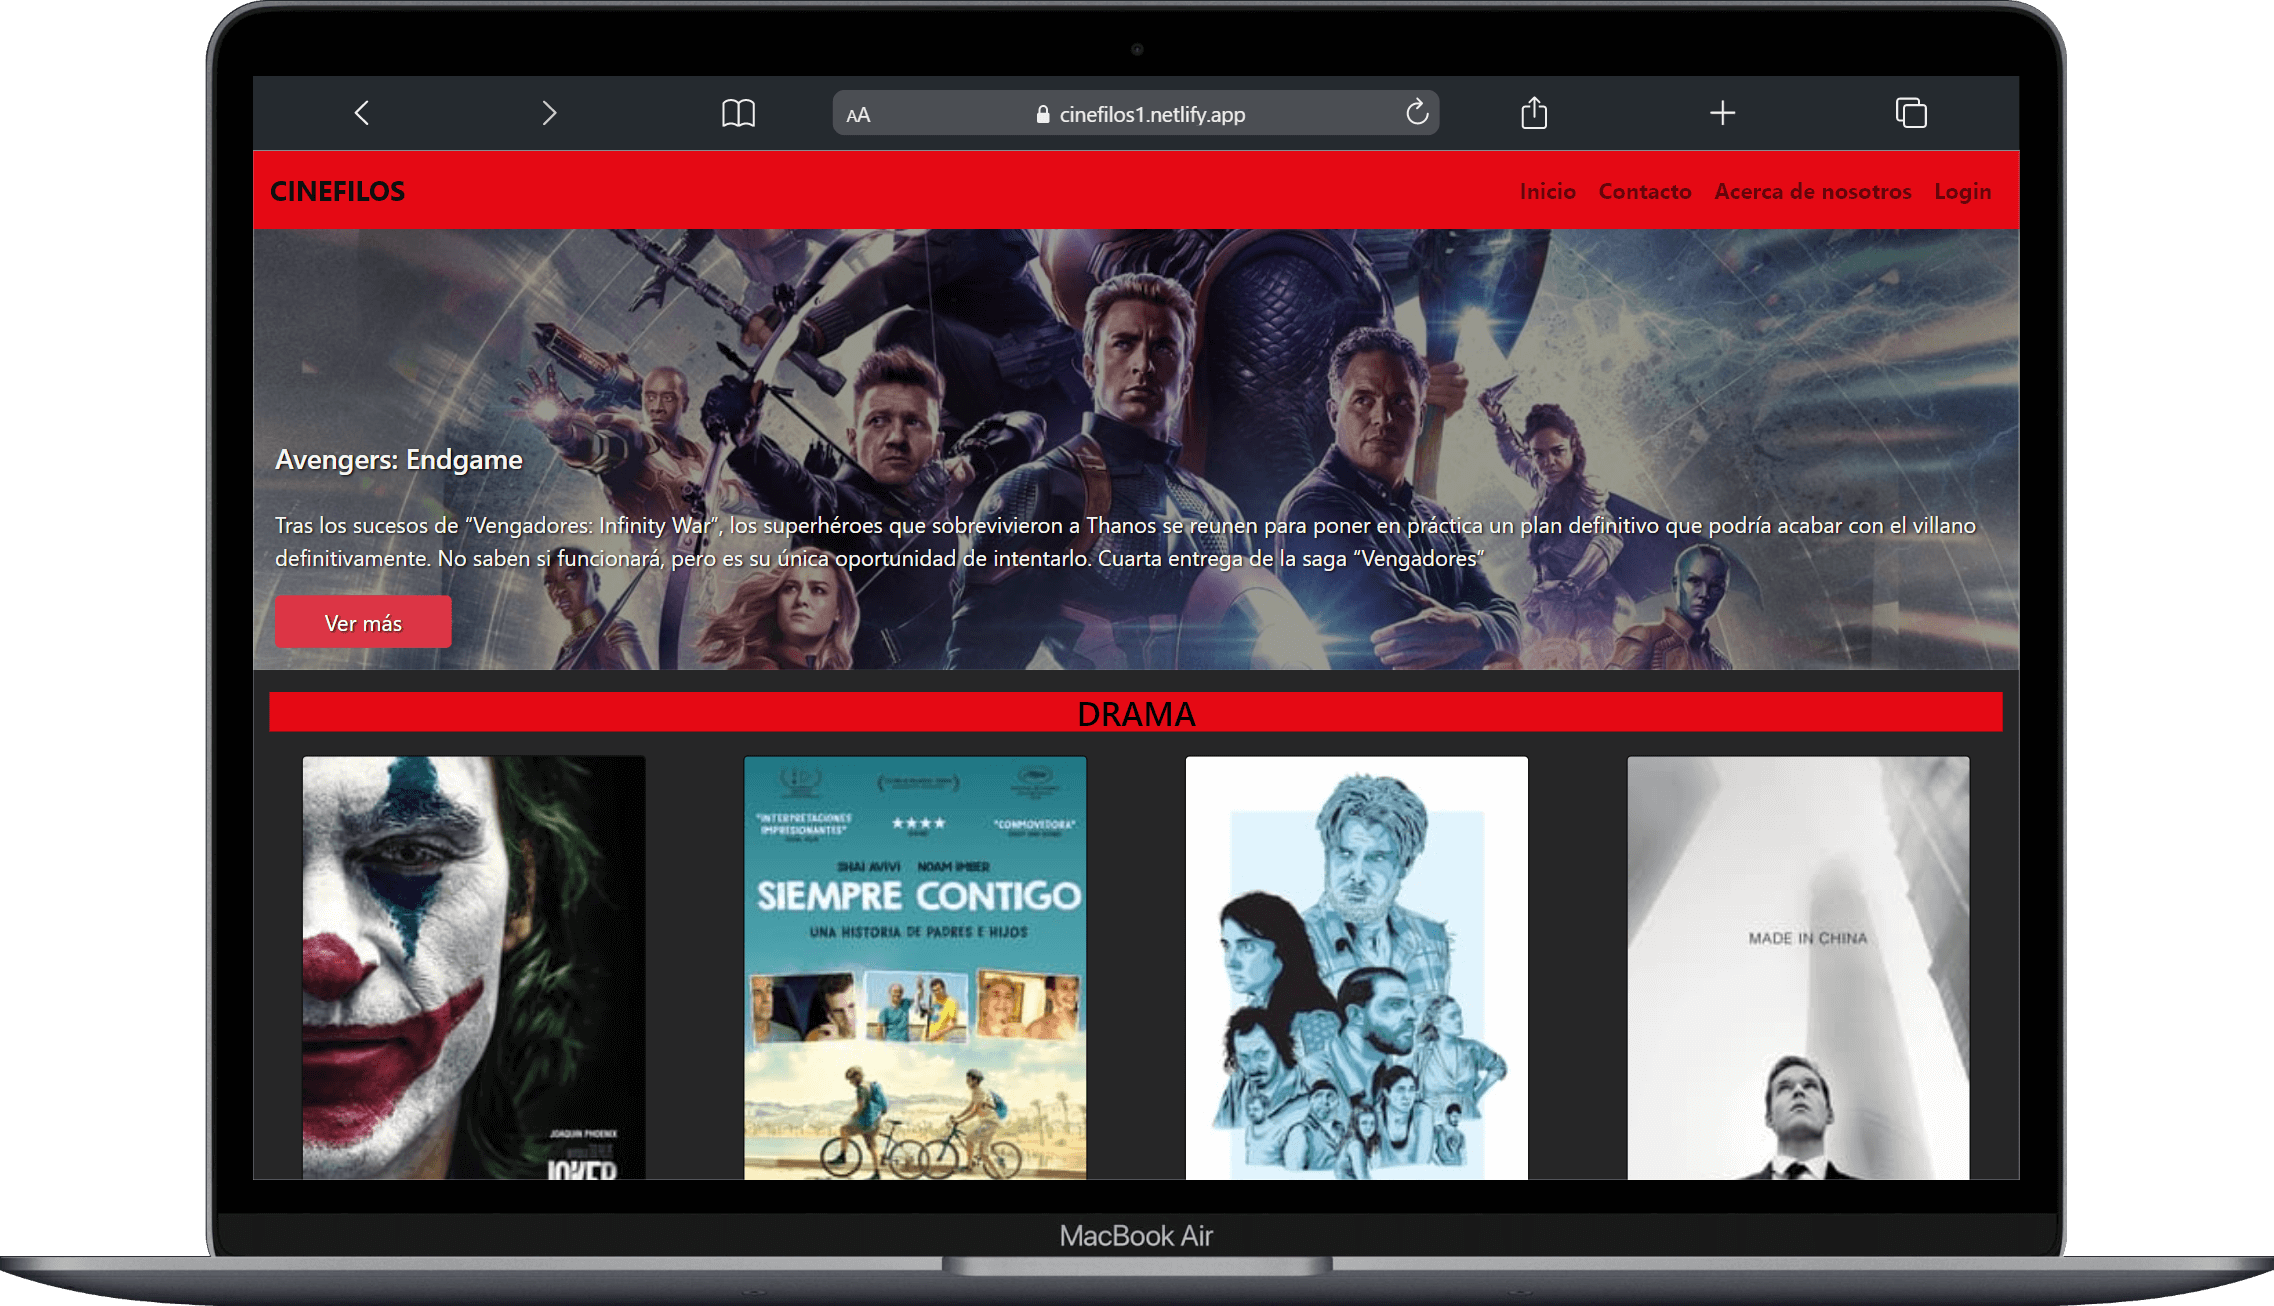 AA
cinefilos1.netlify.app
CINEFILOS
Inicio Contacto Acerca de nosotros Login
Avengers: Endgame
Tras los sucesos de “Vengadores: Infinity War”, los superhéroes que sobrevivieron a Thanos se reunen para poner en práctica un plan definitivo que podría acabar con el villano
definitivamente. No saben si funcionará, pero es su única oportunidad de intentarlo. Cuarta entrega de la saga “Vengadores”
Ver más
DRAMA
JOAQUIN PHOENIX
JOKER
"INTERPRETACIONES
IMPRESIONANTES"
"CONMOVEDORA"
SHAI AVIVI NOAM IMBER
SIEMPRE CONTIGO
UNA HISTORIA DE PADRES E HIJOS
MADE IN CHINA
MacBook Air